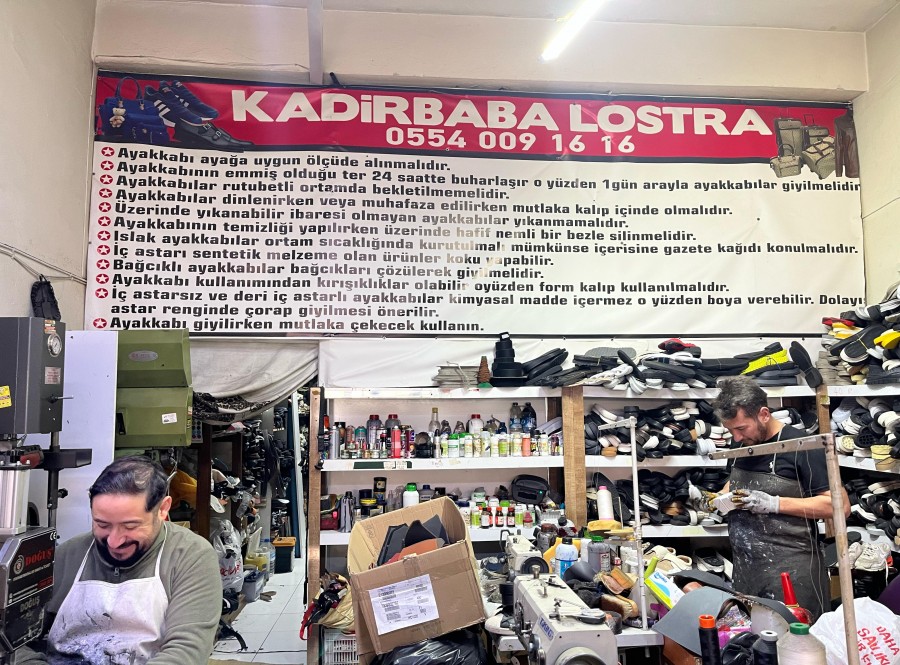 KADİRBABA LOSTRA
0554 009 16 16
Ayakkabı ayağa uygun ölçüde alınmalıdır.
Ayakkabının emmiş olduğu ter 24 saatte buharlaşır o yüzden 1gün arayla ayakkabılar giyilmelidir
Ayakkabılar rutubetli ortamda bekletilmemelidir.
Ayakkabılar dinlenirken veya muhafaza edilirken mutlaka kalıp içinde olmalıdır.
Üzerinde yıkanabilir ibaresi olmayan ayakkabılar yıkanmamalıdır.
Ayakkabının temizliği yapılırken üzerinde hafif nemli bir bezle silinmelidir.
Islak ayakkabılar ortam sıcaklığında kurutulmalı mümkünse içerisine gazete kağıdı konulmalıdır.
İç astarı sentetik melzeme olan ürünler koku yapabilir.
Bağcıklı ayakkabılar bağcıkları çözülerek giyilmelidir.
Ayakkabı kullanımından kırışıklıklar olabilir oyüzden form kalıp kullanılmalıdır.
İç astarsız ve deri iç astarlı ayakkabılar kimyasal madde içermez o yüzden boya verebilir. Dolayı
astar renginde çorap giyilmesi önerilir.
Ayakkabı giyilirken mutlaka çekecek kullanın.
DOĞUŞ
DOĞUŞ